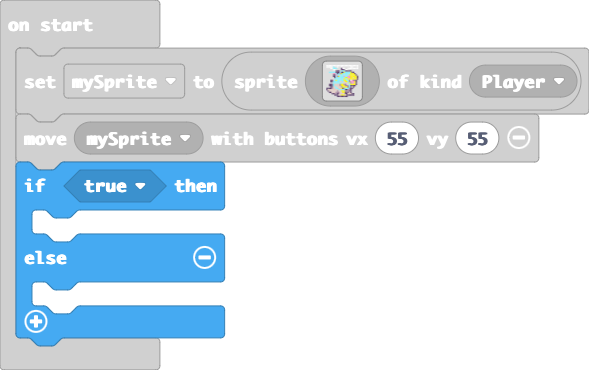 on start
set mySprite to sprite of kind Player
move mySprite with buttons vx 55 vy 55
if true then
else